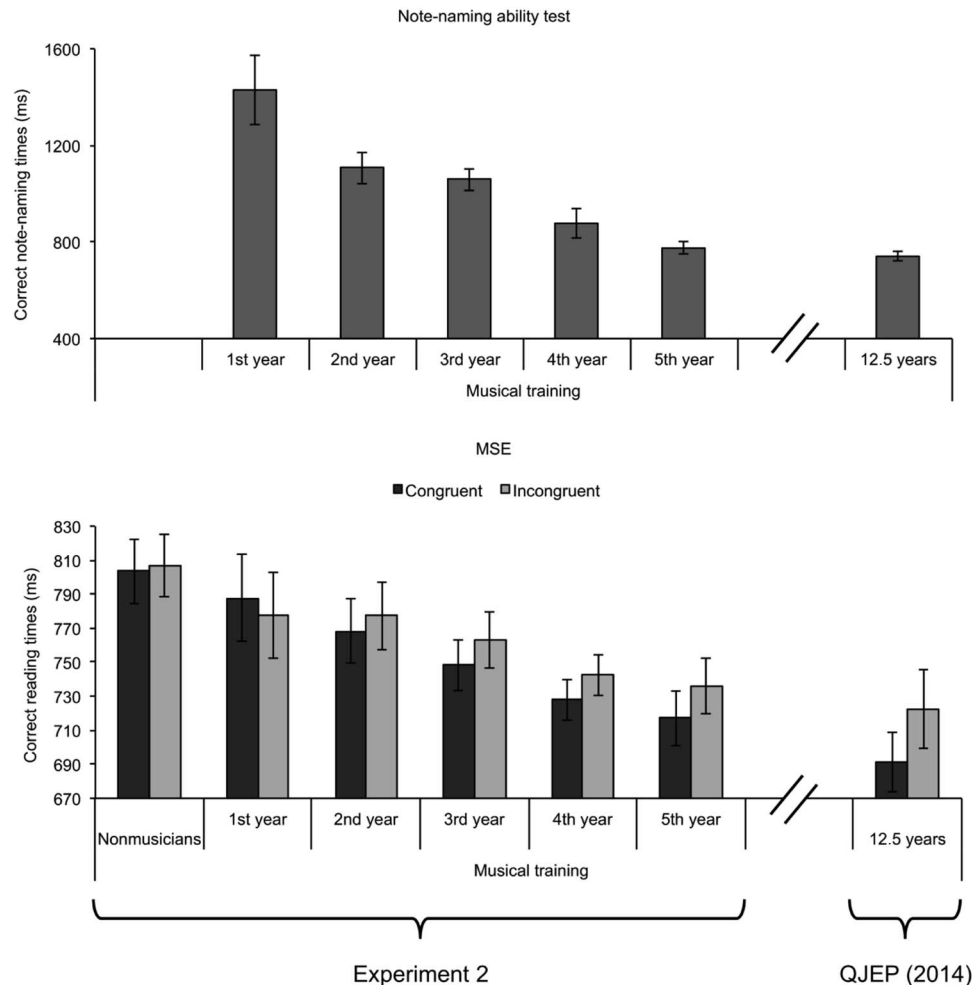 Note-naming ability test
Correct note-naming times (ms)
1600
1200
800
400
1st year
2nd year
3rd year
4th year
5th year
12.5 years
Musical training
MSE
Congruent
Incongruent
Correct reading times (ms)
830
810
790
770
750
730
710
690
670
Nonmusicians
1st year
2nd year
3rd year
4th year
5th year
12.5 years
Musical training
Experiment 2
QJEP (2014)